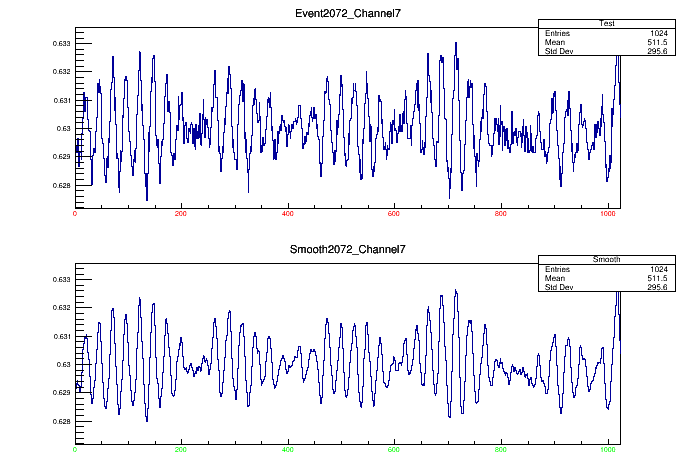 Event2072_Channel7
Test
Entries 1024
Mean 511.5
Std Dev 295.6
0.633
0.632
0.631
0.63
0.629
0.628
0 200 400 600 800 1000
Smooth2072_Channel7
Smooth
Entries 1024
Mean 511.5
Std Dev 295.6
0.633
0.632
0.631
0.63
0.629
0.628
0 200 400 600 800 1000